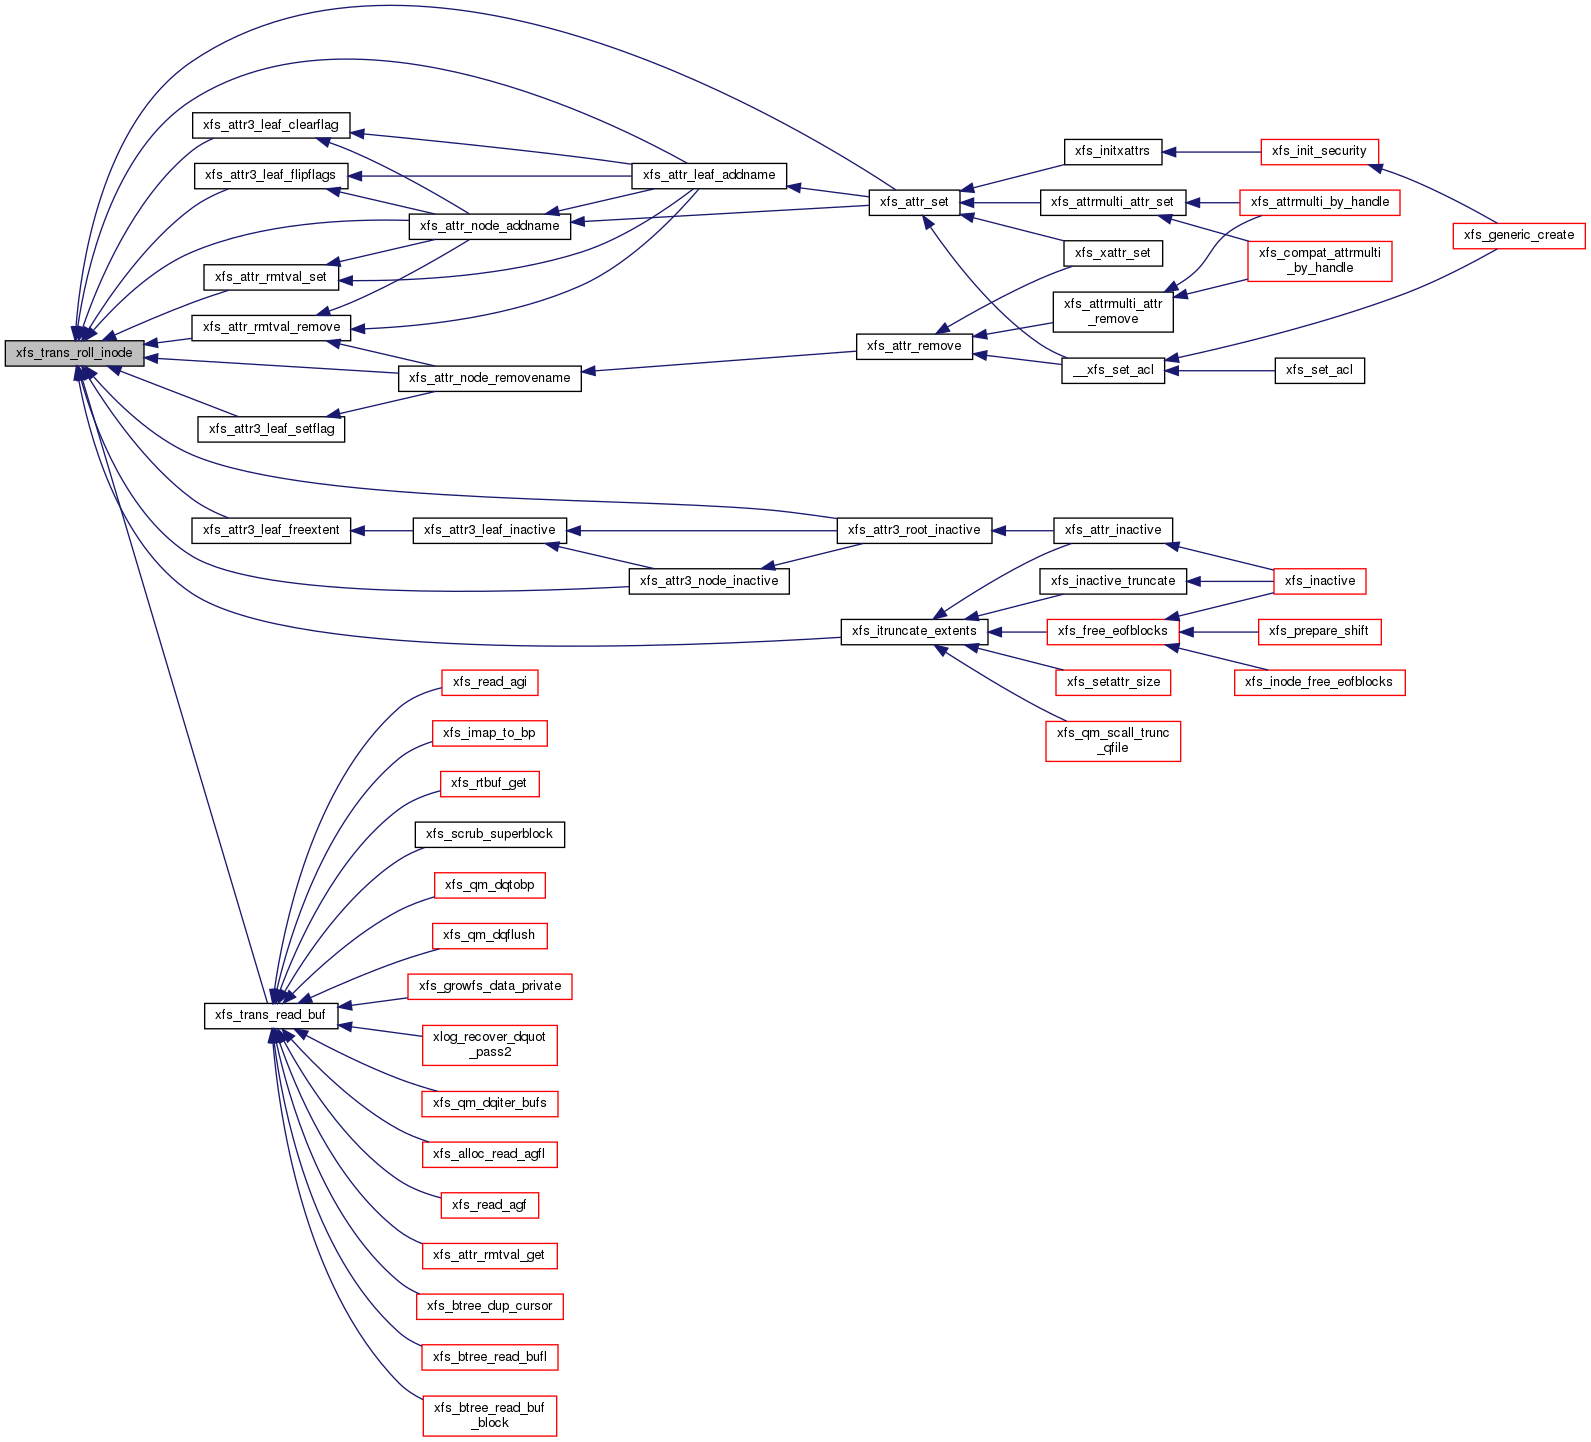 xfs_attr3_leaf_clearflag
xfs_initxattrs
xfs_init_security
xfs_attr3_leaf_flipflags
xfs_attr_leaf_addname
xfs_attr_set
xfs_attrmulti_attr_set
xfs_attrmulti_by_handle
xfs_attr_node_addname
xfs_generic_create
xfs_xattr_set
xfs_compat_attrmulti
_by_handle
xfs_attr_rmtval_set
xfs_attrmulti_attr
_remove
xfs_attr_rmtval_remove
xfs_trans_roll_inode
xfs_attr_remove
xfs_attr_node_removename
__xfs_set_acl
xfs_set_acl
xfs_attr3_leaf_setflag
xfs_attr3_leaf_freextent
xfs_attr3_leaf_inactive
xfs_attr3_root_inactive
xfs_attr_inactive
xfs_attr3_node_inactive
xfs_inactive_truncate
xfs_inactive
xfs_itruncate_extents
xfs_free_eofblocks
xfs_prepare_shift
xfs_read_agi
xfs_setattr_size
xfs_inode_free_eofblocks
xfs_imap_to_bp
xfs_qm_scall_trunc
_qfile
xfs_rtbuf_get
xfs_scrub_superblock
xfs_qm_dqtobp
xfs_qm_dqflush
xfs_growfs_data_private
xfs_trans_read_buf
xlog_recover_dquot
_pass2
xfs_qm_dqiter_bufs
xfs_alloc_read_agfl
xfs_read_agf
xfs_attr_rmtval_get
xfs_btree_dup_cursor
xfs_btree_read_bufl
xfs_btree_read_buf
_block